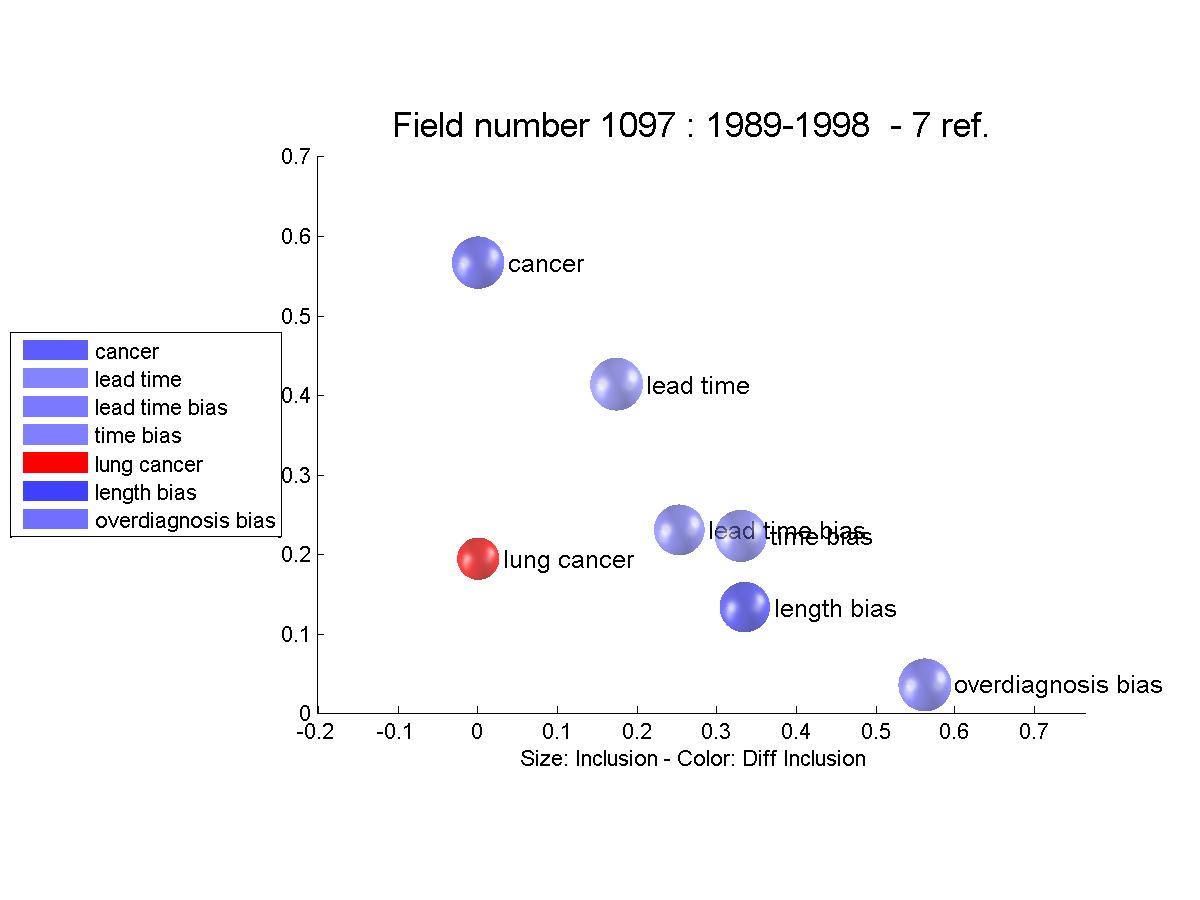 Field number 1097 : 1989-1998  - 7 ref.
0.7
0.6
0.5
0.4
0.3
0.2
0.1
0
-0.2
-0.1
0
0.1
0.2
0.3
0.4
0.5
0.6
0.7
Size: Inclusion - Color: Diff Inclusion
cancer
lead time
lead time bias
time bias
lung cancer
length bias
overdiagnosis bias
cancer
lead time
lead time bias
time bias
lung cancer
length bias
overdiagnosis bias